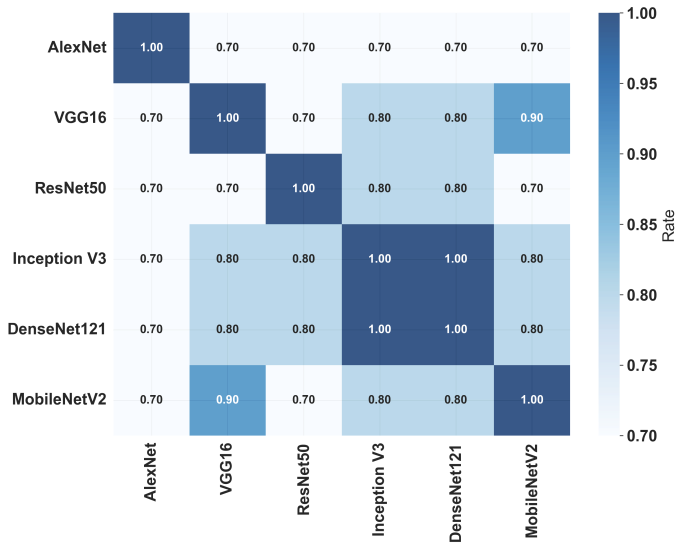 AlexNet 1.00 0.70 0.70 0.70 0.70 0.70
VGG16 0.70 1.00 0.70 0.80 0.80 0.90
ResNet50 0.70 0.70 1.00 0.80 0.80 0.70
Inception V3 0.70 0.80 0.80 1.00 1.00 0.80
DenseNet121 0.70 0.80 0.80 1.00 1.00 0.80
MobileNetV2 0.70 0.90 0.70 0.80 0.80 1.00
AlexNet
VGG16
ResNet50
Inception V3
DenseNet121
MobileNetV2
1.00
0.95
0.90
0.85
0.80
0.75
0.70
Rate